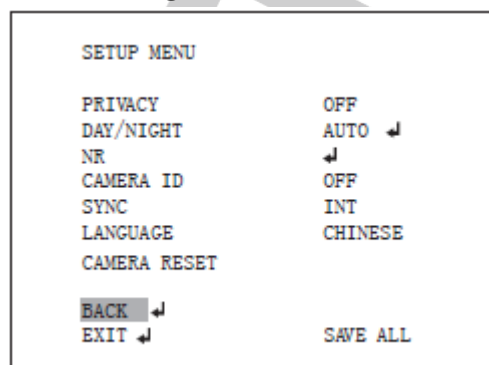 SETUP MENU
PRIVACY OFF
DAY/NIGHT AUTO ↲
NR ↲
CAMERA ID OFF
SYNC INT
LANGUAGE CHINESE
CAMERA RESET
BACK ↲
EXIT ↲ SAVE ALL